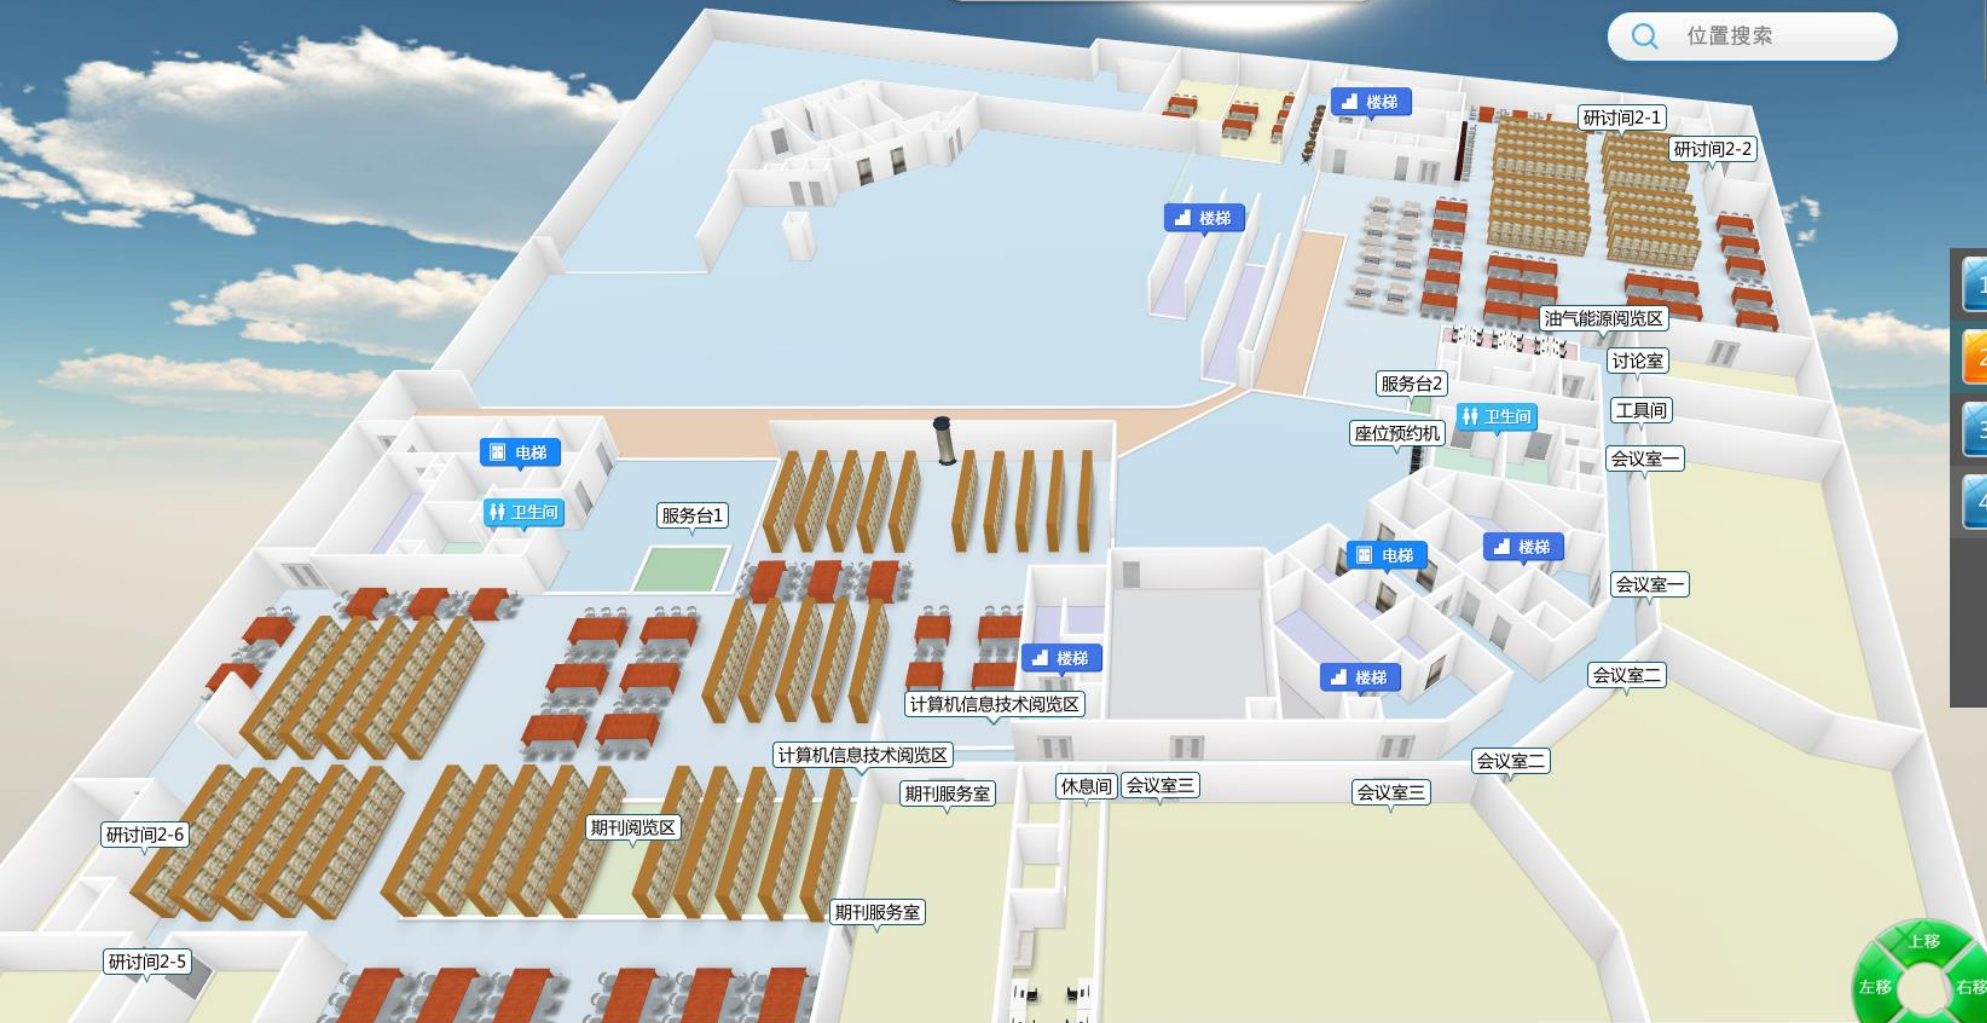 位置搜索
楼梯
研讨间2-1
研讨间2-2
楼梯
油气能源阅览区
讨论室
服务台2
工具间
卫生间
座位预约机
会议室一
电梯
卫生间
服务台1
楼梯
电梯
会议室一
楼梯
楼梯
会议室二
计算机信息技术阅览区
计算机信息技术阅览区
会议室二
期刊服务室
休息间
会议室三
会议室三
研讨间2-6
期刊阅览区
期刊服务室
研讨间2-5
上移
左移
右移
1
2
3
4